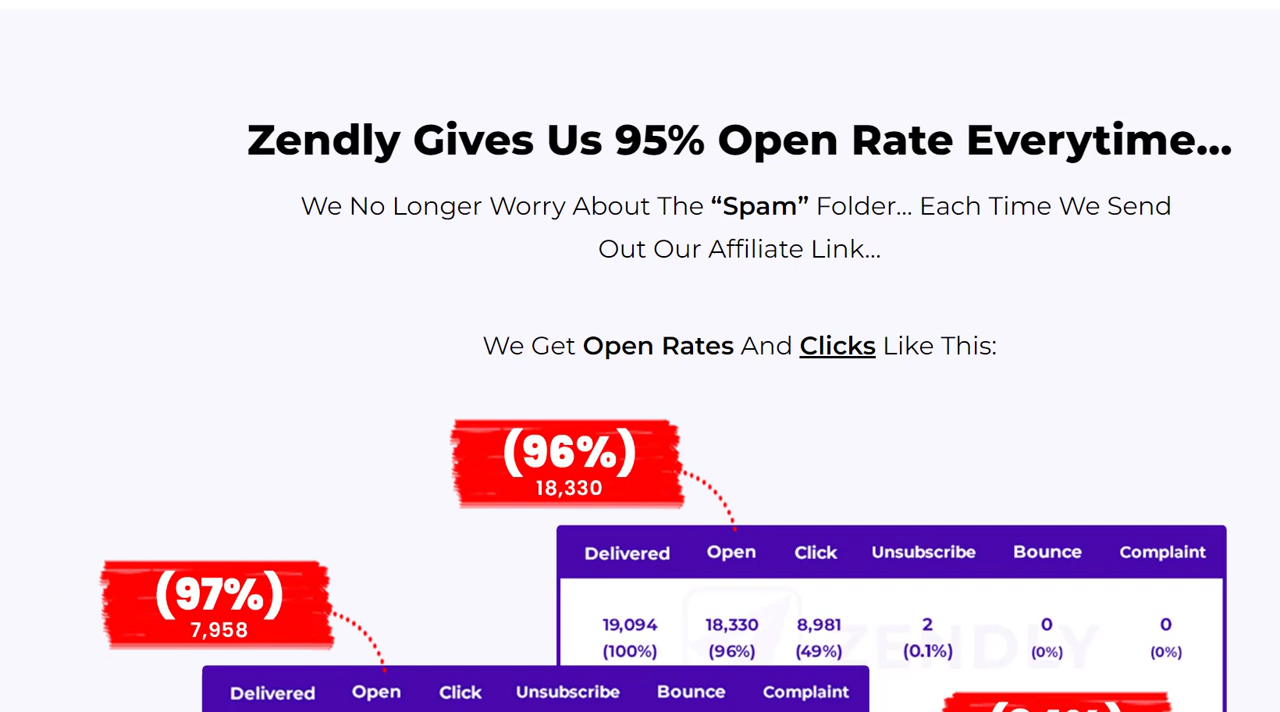 Zendly Gives Us 95% Open Rate Everytime...
We No Longer Worry About The “Spam” Folder... Each Time We Send
Out Our Affiliate Link...
We Get Open Rates And Clicks Like This:
(96%)
18,330
Delivered Open Click Unsubscribe Bounce Complaint
19,094 18,330 8,981 2 0 0
(100%) (96%) (49%) (0.1%) (0%) (0%)
ZENDLY
(97%)
7,958
Delivered Open Click Unsubscribe Bounce Complaint